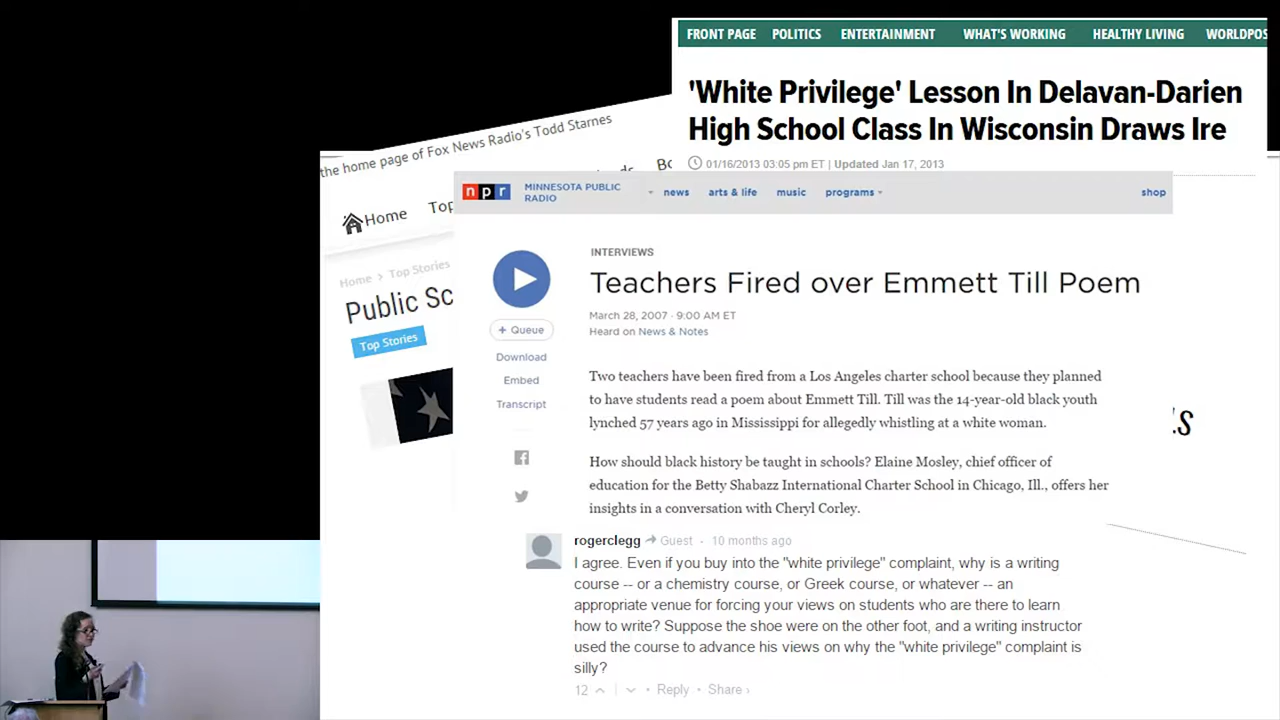 FRONT PAGE POLITICS ENTERTAINMENT WHAT'S WORKING HEALTHY LIVING WORLDPOS
'White Privilege' Lesson In Delavan-Darien
High School Class In Wisconsin Draws Ire
01/16/2013 03:05 pm ET | Updated Jan 17, 2013
the home page of Fox News Radio's Todd Starnes
Home Top Bo
Home > Top Stories
Public Sc
Top Stories
npr MINNESOTA PUBLIC
RADIO
news arts & life music programs shop
INTERVIEWS
Teachers Fired over Emmett Till Poem
March 28, 2007 · 9:00 AM ET
Heard on News & Notes
+ Queue
Download
Embed
Transcript
Two teachers have been fired from a Los Angeles charter school because they planned
to have students read a poem about Emmett Till. Till was the 14-year-old black youth
lynched 57 years ago in Mississippi for allegedly whistling at a white woman.
How should black history be taught in schools? Elaine Mosley, chief officer of
education for the Betty Shabazz International Charter School in Chicago, Ill., offers her
insights in a conversation with Cheryl Corley.
rogerclegg Guest · 10 months ago
I agree. Even if you buy into the "white privilege" complaint, why is a writing
course -- or a chemistry course, or Greek course, or whatever -- an
appropriate venue for forcing your views on students who are there to learn
how to write? Suppose the shoe were on the other foot, and a writing instructor
used the course to advance his views on why the "white privilege" complaint is
silly?
12 · Reply · Share ›